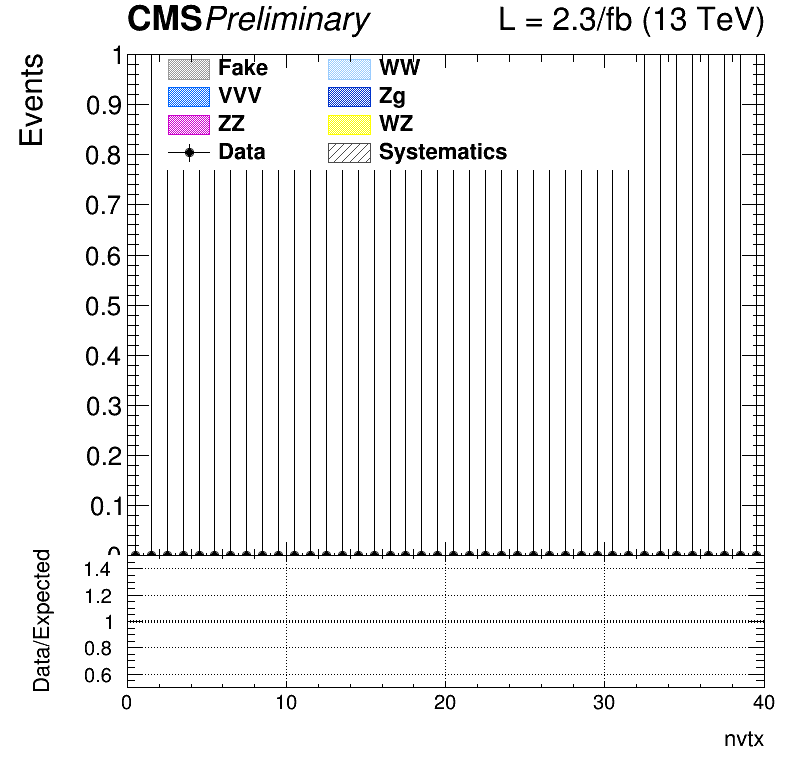 CMS Preliminary L = 2.3/fb (13 TeV)
Events
1
0.9
0.8
0.7
0.6
0.5
0.4
0.3
0.2
0.1
0
Fake WW
VVV Zg
ZZ WZ
Data Systematics
Data/Expected
1.4
1.2
1
0.8
0.6
0 10 20 30 40
nvtx